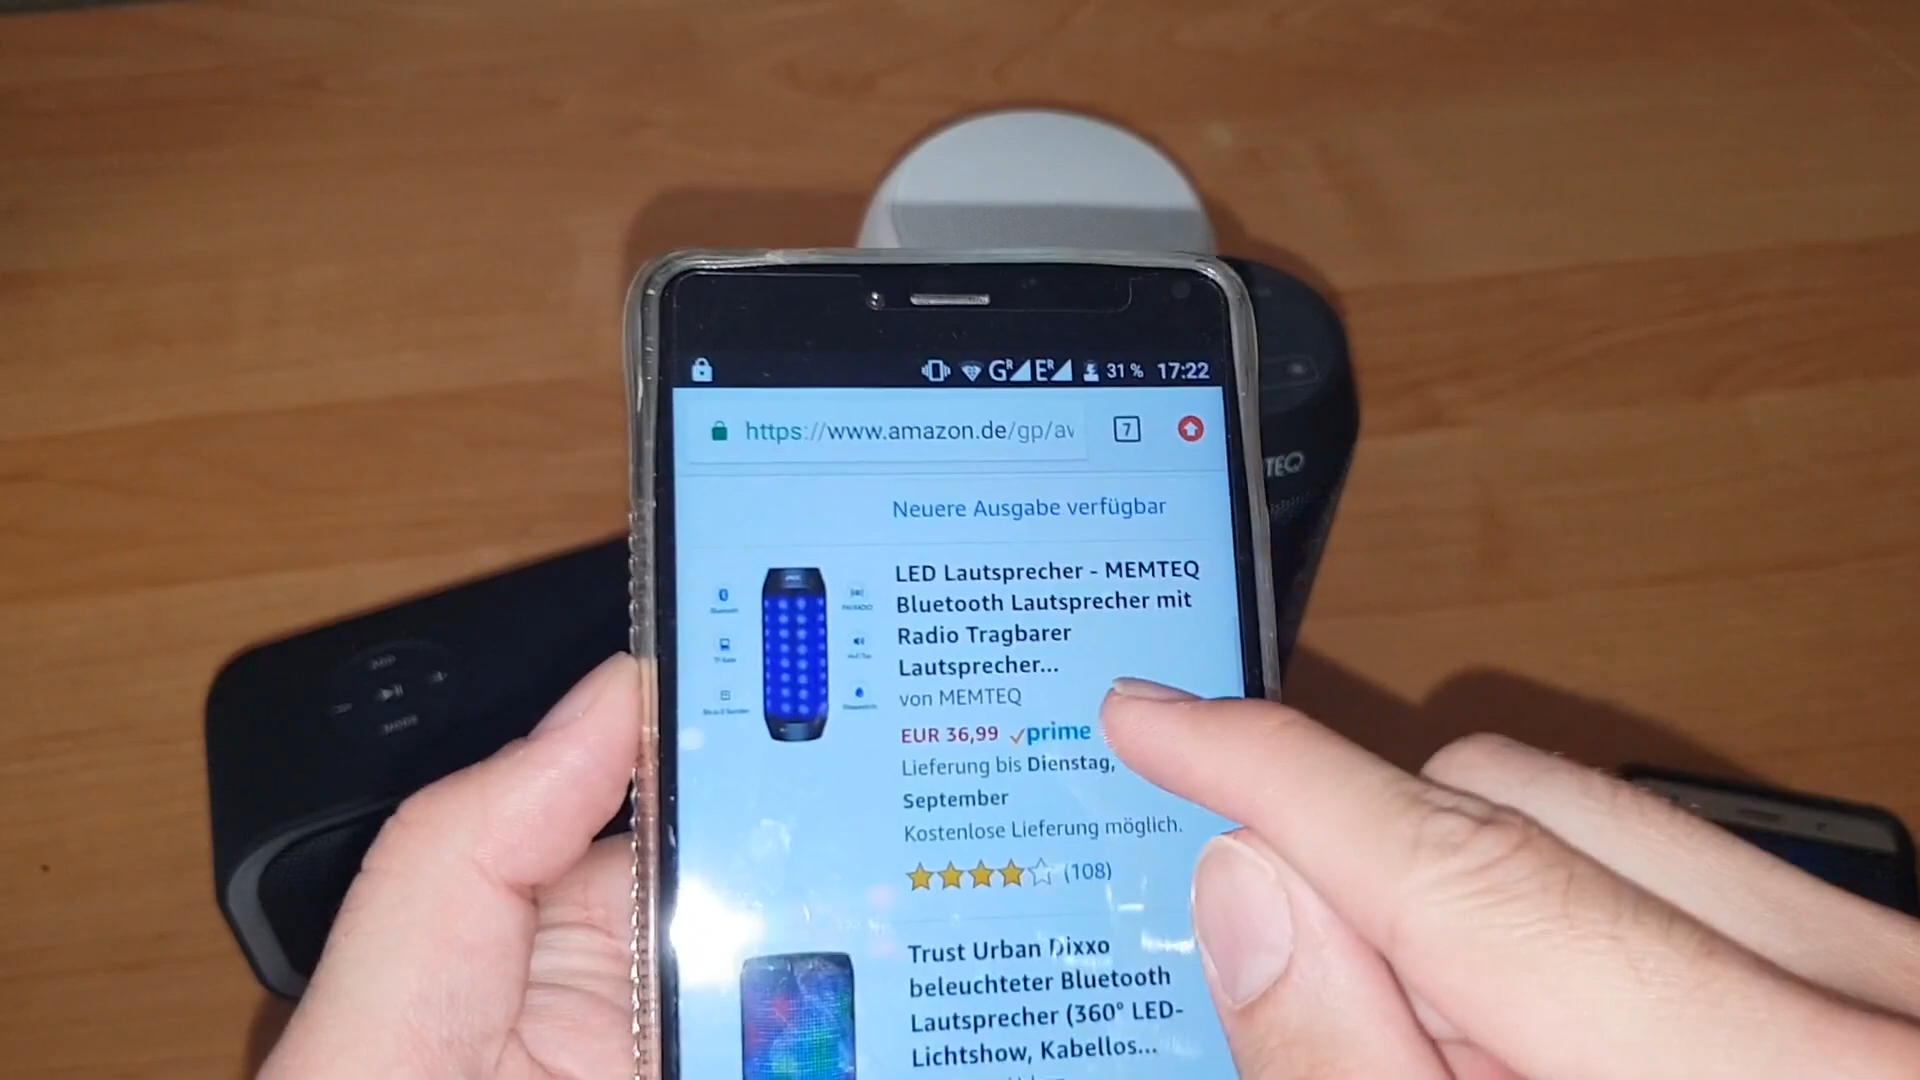 G R E R 31 % 17:22
https://www.amazon.de/gp/aw
7
TEQ
Neuere Ausgabe verfügbar
LED Lautsprecher - MEMTEQ
Bluetooth Lautsprecher mit
Radio Tragbarer
Lautsprecher...
von MEMTEQ
EUR 36,99 prime
Lieferung bis Dienstag,
September
Kostenlose Lieferung möglich.
(108)
Trust Urban Dixxo
beleuchteter Bluetooth
Lautsprecher (360° LED-
Lichtshow, Kabellos...
MODE